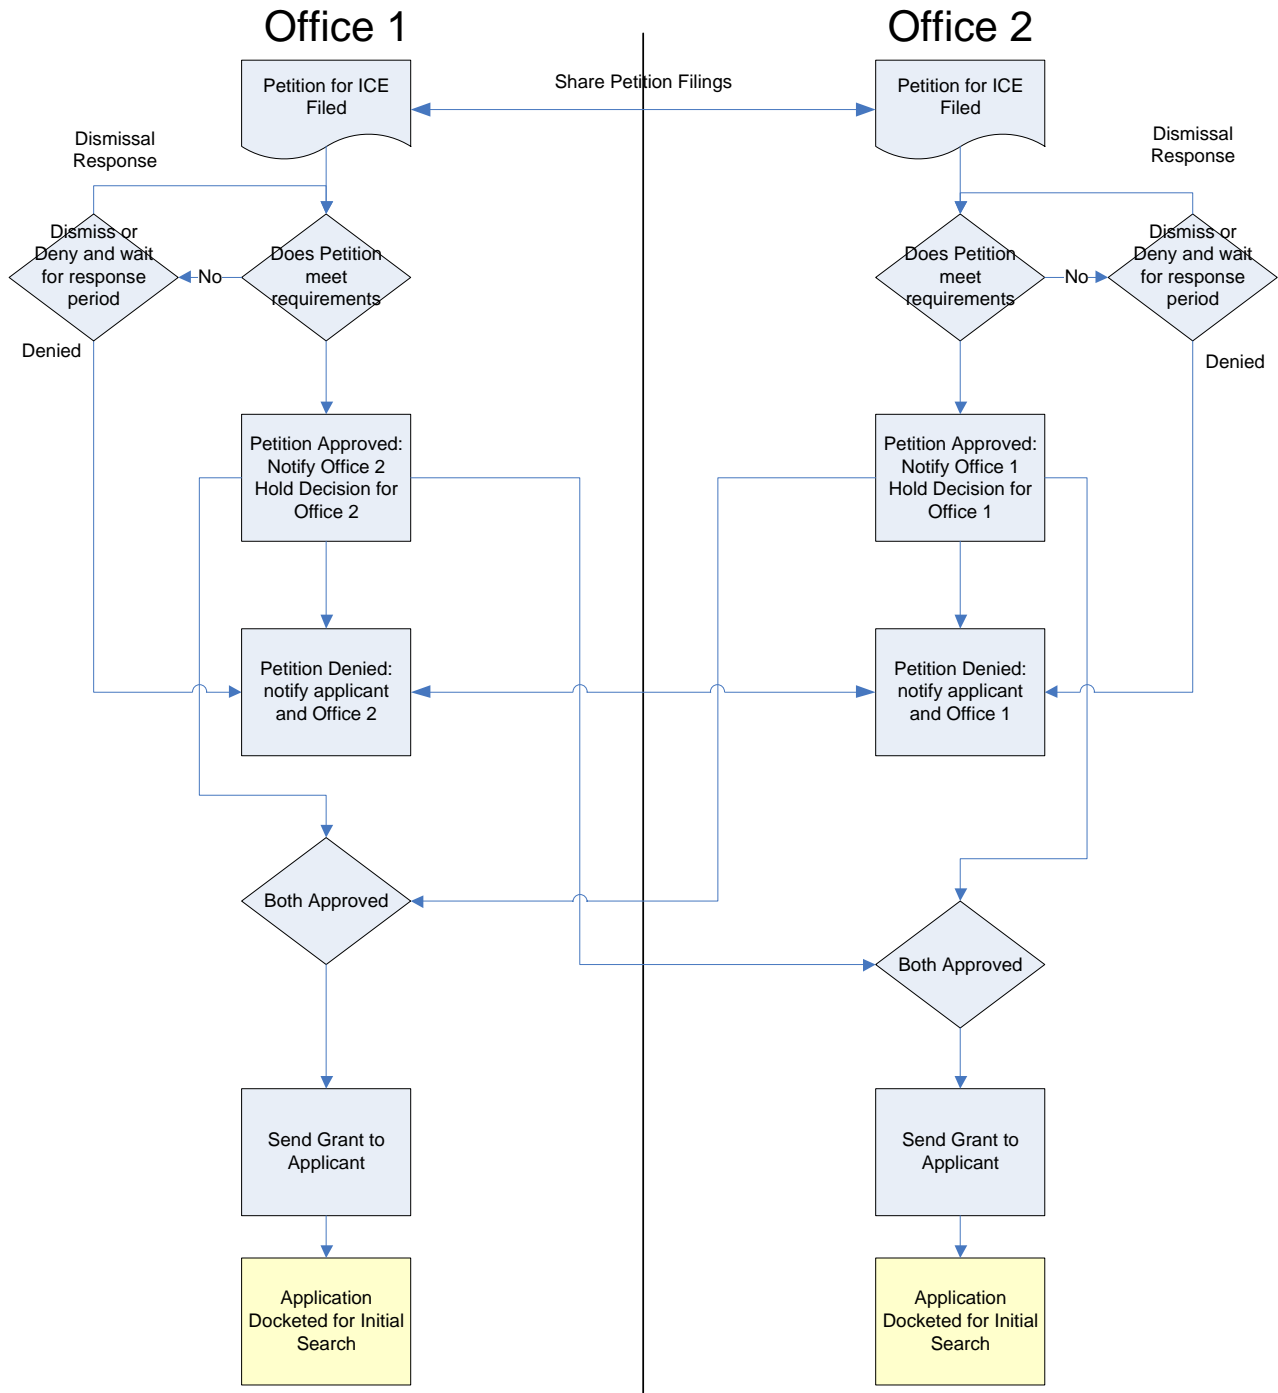 Office 1
Office 2
Share Petition Filings
Petition for ICE
Filed
Dismissal
Response
Dismiss or
Deny and wait
for response
period
No
Does Petition
meet
requirements
Denied
Petition Approved:
Notify Office 2
Hold Decision for
Office 2
Petition Denied:
notify applicant
and Office 2
Both Approved
Send Grant to
Applicant
Application
Docketed for Initial
Search
Petition for ICE
Filed
Dismissal
Response
Does Petition
meet
requirements
No
Dismiss or
Deny and wait
for response
period
Denied
Petition Approved:
Notify Office 1
Hold Decision for
Office 1
Petition Denied:
notify applicant
and Office 1
Both Approved
Send Grant to
Applicant
Application
Docketed for Initial
Search